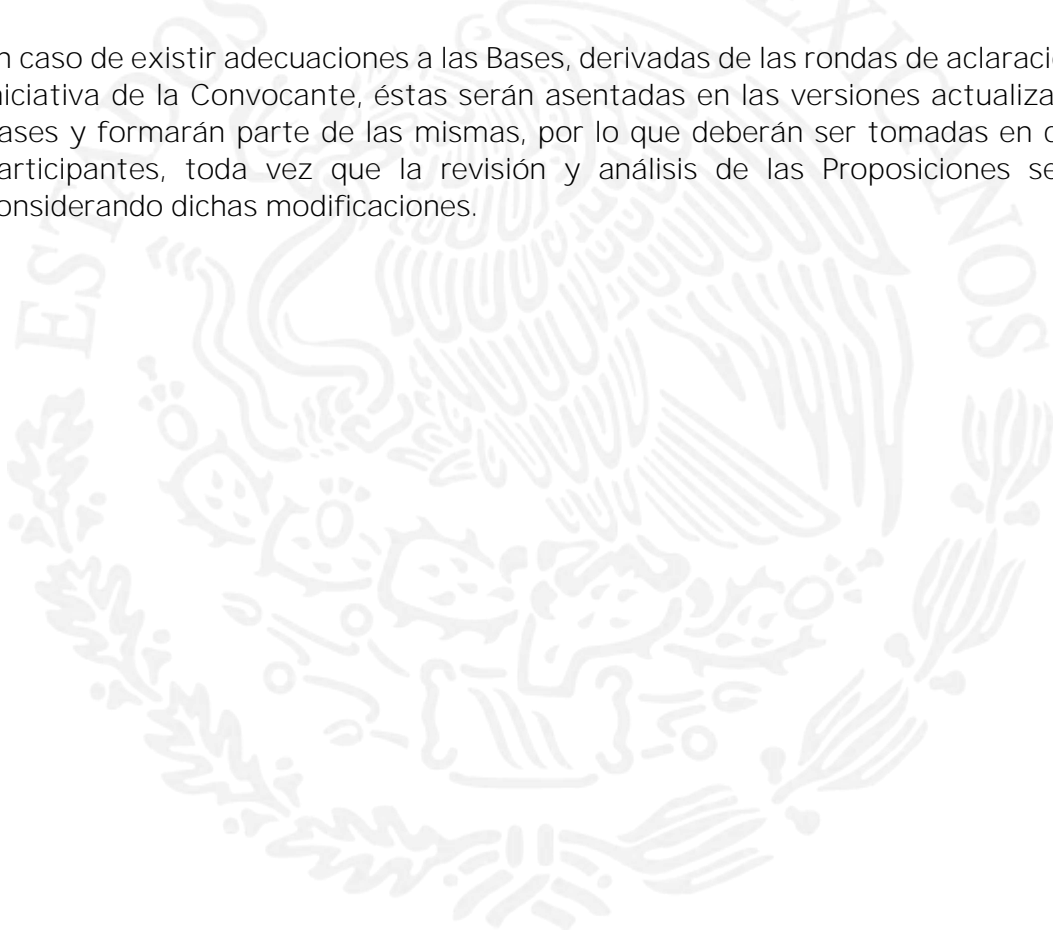 n caso de existir adecuaciones a las Bases, derivadas de las rondas de aclaraci
niciativa de la Convocante, éstas serán asentadas en las versiones actualiza
ases y formarán parte de las mismas, por lo que deberán ser tomadas en
articipantes, toda vez que la revisión y análisis de las Proposiciones se
onsiderando dichas modificaciones.
ESTADOS
EXICANOS